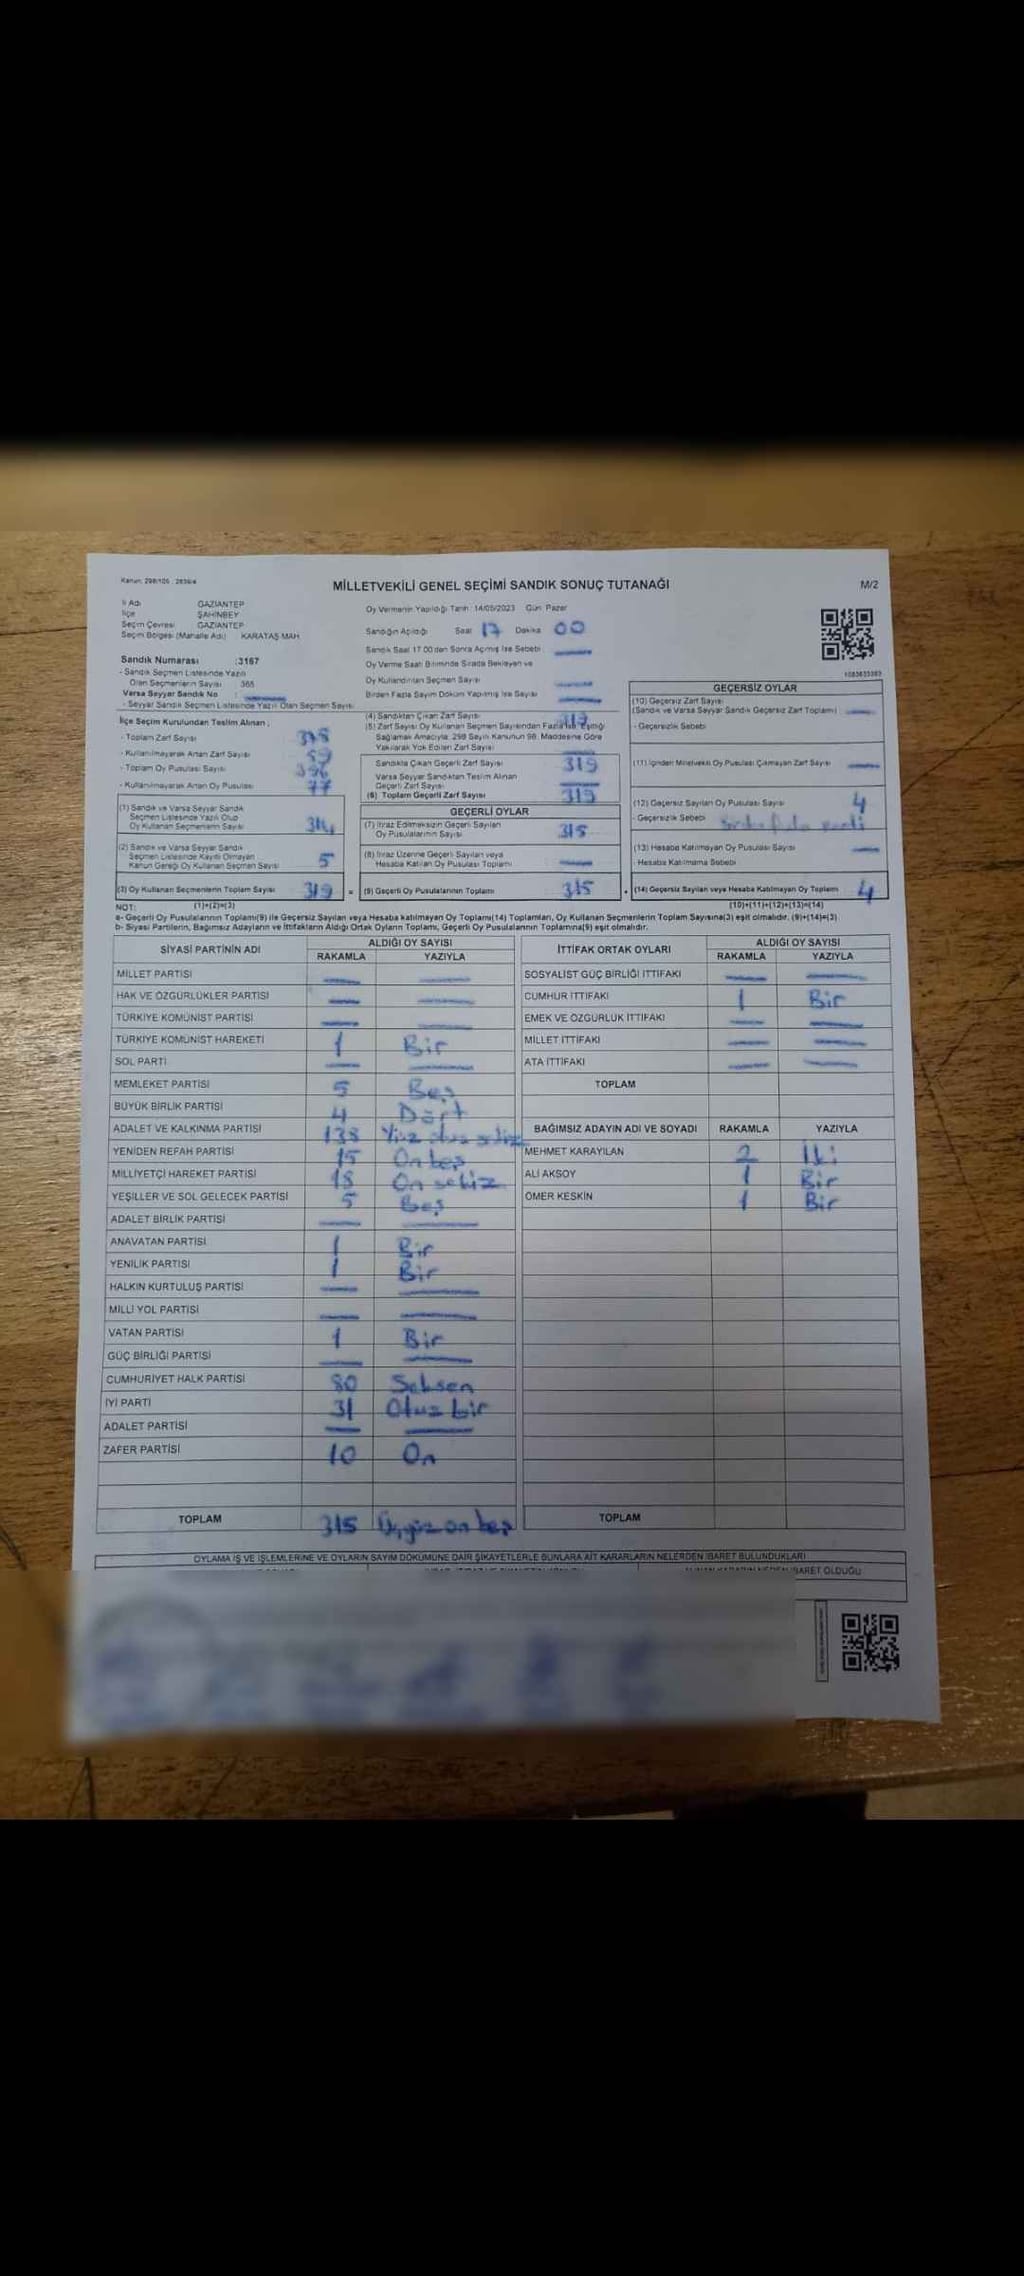 Kanun: 298/105 , 2839/4
MİLLETVEKİLİ GENEL SEÇİMİ SANDIK SONUÇ TUTANAĞI
M/2
İl Adı GAZİANTEP
İlçe ŞAHİNBEY
Seçim Çevresi GAZİANTEP
Seçim Bölgesi (Mahalle Adı) KARATAŞ MAH
Sandık Numarası :3167
- Sandık Seçmen Listesinde Yazılı
Olan Seçmenlerin Sayısı : 365
Varsa Seyyar Sandık No :
- Seyyar Sandık Seçmen Listesinde Yazılı Olan Seçmen Sayısı
Oy Vermenin Yapıldığı Tarih: 14/05/2023 Gün: Pazar
Sandığın Açıldığı Saat 17 Dakika 00
Sandık Saat 17.00'den Sonra Açılmış İse Sebebi
Oy Verme Saati Bitiminde Sırada Bekleyen ve
Oy Kullandırılan Seçmen Sayısı
Birden Fazla Sayım Döküm Yapılmış İse Sayısı
1083633383
İlçe Seçim Kurulundan Teslim Alınan ;
- Toplam Zarf Sayısı 378
- Kullanılmayarak Artan Zarf Sayısı 59
- Toplam Oy Pusulası Sayısı 396
- Kullanılmayarak Artan Oy Pusulası 77
(1) Sandık ve Varsa Seyyar Sandık
Seçmen Listesinde Yazılı Olup
Oy Kullanan Seçmenlerin Sayısı 314
(2) Sandık ve Varsa Seyyar Sandık
Seçmen Listesinde Kayıtlı Olmayan
Kanun Gereği Oy Kullanan Seçmen Sayısı 5
(3) Oy Kullanan Seçmenlerin Toplam Sayısı 319 =
(1)+(2)=(3)
(4) Sandıktan Çıkan Zarf Sayısı 319
(5) Zarf Sayısı Oy Kullanan Seçmen Sayısından Fazla İse, Eşitliği
Sağlamak Amacıyla, 298 Sayılı Kanunun 98. Maddesine Göre
Yakılarak Yok Edilen Zarf Sayısı
Sandıkta Çıkan Geçerli Zarf Sayısı 319
Varsa Seyyar Sandıktan Teslim Alınan
Geçerli Zarf Sayısı
(6) Toplam Geçerli Zarf Sayısı 319
GEÇERLİ OYLAR
(7) İtiraz Edilmeksizin Geçerli Sayılan
Oy Pusulalarının Sayısı 315
(8) İtiraz Üzerine Geçerli Sayılan veya
Hesaba Katılan Oy Pusulası Toplamı
(9) Geçerli Oy Pusulalarının Toplamı 315 +
GEÇERSİZ OYLAR
(10) Geçersiz Zarf Sayısı
(Sandık ve Varsa Seyyar Sandık Geçersiz Zarf Toplamı)
- Geçersizlik Sebebi
(11) İçinden Milletvekili Oy Pusulası Çıkmayan Zarf Sayısı
(12) Geçersiz Sayılan Oy Pusulası Sayısı 4
- Geçersizlik Sebebi
(13) Hesaba Katılmayan Oy Pusulası Sayısı
- Hesaba Katılmama Sebebi
(14) Geçersiz Sayılan veya Hesaba Katılmayan Oy Toplamı 4
(10)+(11)+(12)+(13)=(14)
NOT:
a- Geçerli Oy Pusulalarının Toplamı(9) ile Geçersiz Sayılan veya Hesaba katılmayan Oy Toplamı(14) Toplamları, Oy Kullanan Seçmenlerin Toplam Sayısına(3) eşit olmalıdır. (9)+(14)=(3)
b- Siyasi Partilerin, Bağımsız Adayların ve İttifakların Aldığı Ortak Oyların Toplamı, Geçerli Oy Pusulalarının Toplamına(9) eşit olmalıdır.
SİYASİ PARTİNİN ADI ALDIĞI OY SAYISI
RAKAMLA YAZIYLA
MİLLET PARTİSİ
HAK VE ÖZGÜRLÜKLER PARTİSİ
TÜRKİYE KOMÜNİST PARTİSİ
TÜRKİYE KOMÜNİST HAREKETİ 1 Bir
SOL PARTİ
MEMLEKET PARTİSİ 5 Beş
BÜYÜK BİRLİK PARTİSİ 4 Dört
ADALET VE KALKINMA PARTİSİ 138 Yüz otuz sekiz
YENİDEN REFAH PARTİSİ 15 On beş
MİLLİYETÇİ HAREKET PARTİSİ 18 On sekiz
YEŞİLLER VE SOL GELECEK PARTİSİ 5 Beş
ADALET BİRLİK PARTİSİ
ANAVATAN PARTİSİ 1 Bir
YENİLİK PARTİSİ 1 Bir
HALKIN KURTULUŞ PARTİSİ
MİLLİ YOL PARTİSİ
VATAN PARTİSİ 1 Bir
GÜÇ BİRLİĞİ PARTİSİ
CUMHURİYET HALK PARTİSİ 80 Seksen
İYİ PARTİ 31 Otuz bir
ADALET PARTİSİ
ZAFER PARTİSİ 10 On
TOPLAM 315 Üçyüz on beş
İTTİFAK ORTAK OYLARI ALDIĞI OY SAYISI
RAKAMLA YAZIYLA
SOSYALİST GÜÇ BİRLİĞİ İTTİFAKI
CUMHUR İTTİFAKI 1 Bir
EMEK VE ÖZGÜRLÜK İTTİFAKI
MİLLET İTTİFAKI
ATA İTTİFAKI
TOPLAM
BAĞIMSIZ ADAYIN ADI VE SOYADI RAKAMLA YAZIYLA
MEHMET KARAYILAN 2 İki
ALİ AKSOY 1 Bir
ÖMER KESKİN 1 Bir
TOPLAM
OYLAMA İŞ VE İŞLEMLERİNE VE OYLARIN SAYIM DÖKÜMÜNE DAİR ŞİKAYETLERLE BUNLARA AİT KARARLARIN NELERDEN İBARET BULUNDUKLARI